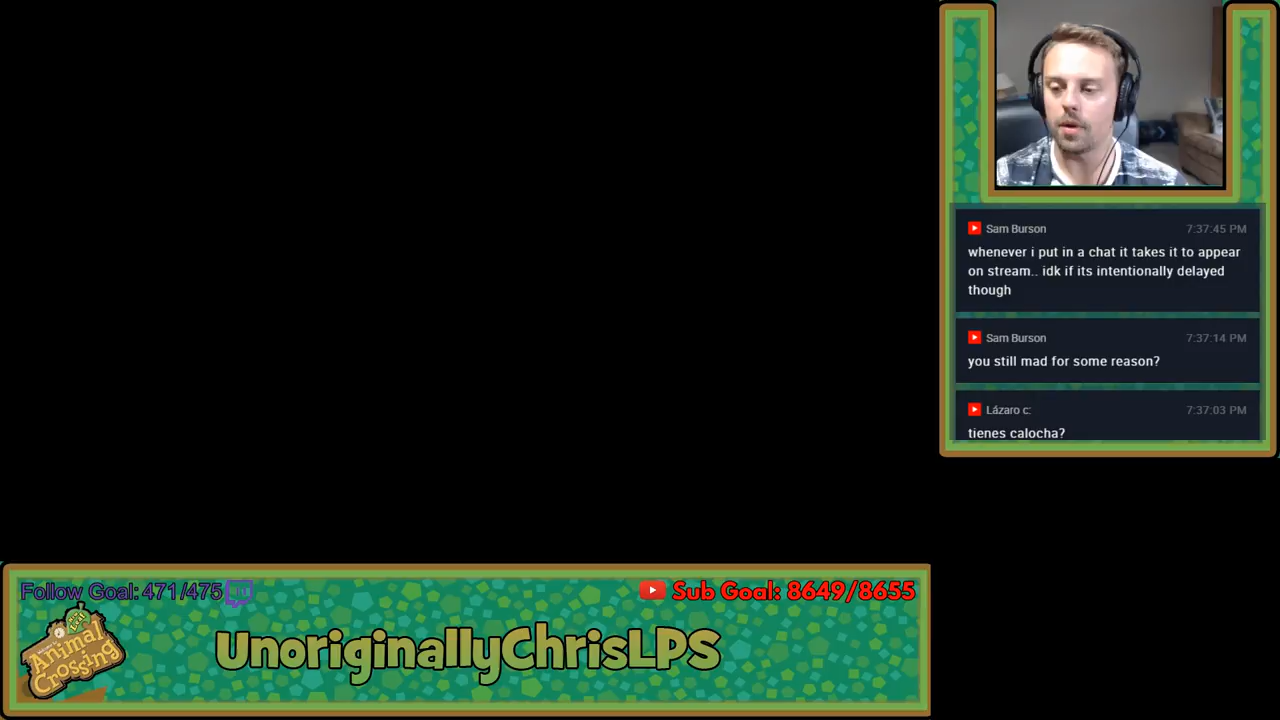 Sam Burson 7:37:45 PM
whenever i put in a chat it takes it to appear
on stream.. idk if its intentionally delayed
though
Sam Burson 7:37:14 PM
you still mad for some reason?
Lázaro c: 7:37:03 PM
tienes calocha?
Follow Goal: 471/475
Sub Goal: 8649/8655
Animal
Crossing
UnoriginallyChrisLPS